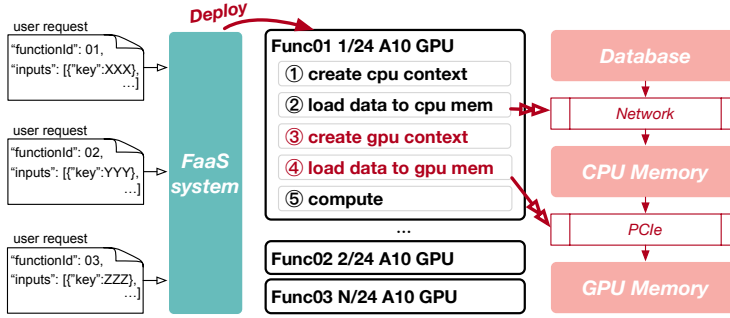 Deploy
user request
"functionId": 01,
"inputs": [{"key":XXX},
...]
user request
"functionId": 02,
"inputs": [{"key":YYY},
...]
user request
"functionId": 03,
"inputs": [{"key":ZZZ},
...]
FaaS
system
Func01 1/24 A10 GPU
① create cpu context
② load data to cpu mem
③ create gpu context
④ load data to gpu mem
⑤ compute
...
Func02 2/24 A10 GPU
Func03 N/24 A10 GPU
Database
Network
CPU Memory
PCIe
GPU Memory